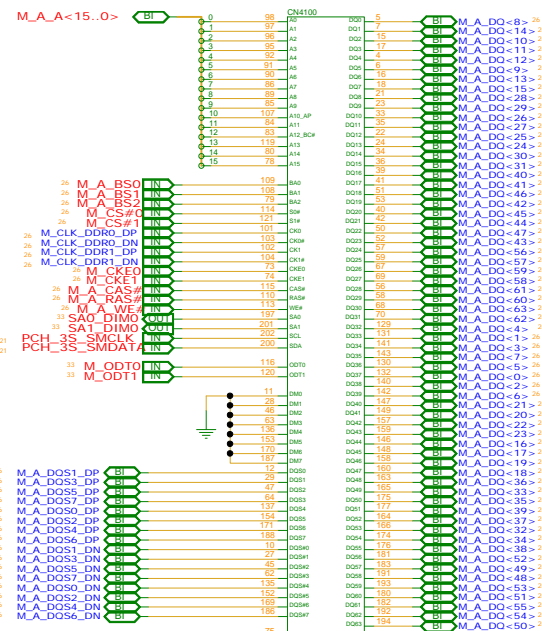 CN4100
M_A_A<15..0> BI
0 98 A0
1 97 A1
2 96 A2
3 95 A3
4 92 A4
5 91 A5
6 90 A6
7 86 A7
8 89 A8
9 85 A9
10 107 A10_AP
11 84 A11
12 83 A12_BC#
13 119 A13
14 80 A14
15 78 A15
26 M_A_BS0 IN 109 BA0
26 M_A_BS1 IN 108 BA1
26 M_A_BS2 IN 79 BA2
26 M_CS#0 IN 114 S0#
26 M_CS#1 IN 121 S1#
26 M_CLK_DDR0_DP IN 101 CK0
26 M_CLK_DDR0_DN IN 103 CK0#
26 M_CLK_DDR1_DP IN 102 CK1
26 M_CLK_DDR1_DN IN 104 CK1#
26 M_CKE0 IN 73 CKE0
26 M_CKE1 IN 74 CKE1
26 M_A_CAS# IN 115 CAS#
26 M_A_RAS# IN 110 RAS#
26 M_A_WE# IN 113 WE#
33 SA0_DIM0 OUT 197 SA0
33 SA1_DIM0 OUT 201 SA1
21 PCH_3S_SMCLK IN 202 SCL
21 PCH_3S_SMDATA IN 200 SDA
33 M_ODT0 IN 116 ODT0
33 M_ODT1 IN 120 ODT1
11 DM0
28 DM1
46 DM2
63 DM3
136 DM4
153 DM5
170 DM6
187 DM7
M_A_DQS1_DP BI 12 DQS0
M_A_DQS3_DP BI 29 DQS1
M_A_DQS5_DP BI 47 DQS2
M_A_DQS7_DP BI 64 DQS3
M_A_DQS0_DP BI 137 DQS4
M_A_DQS2_DP BI 154 DQS5
M_A_DQS4_DP BI 171 DQS6
M_A_DQS6_DP BI 188 DQS7
M_A_DQS1_DN BI 10 DQS#0
M_A_DQS3_DN BI 27 DQS#1
M_A_DQS5_DN BI 45 DQS#2
M_A_DQS7_DN BI 62 DQS#3
M_A_DQS0_DN BI 135 DQS#4
M_A_DQS2_DN BI 152 DQS#5
M_A_DQS4_DN BI 169 DQS#6
M_A_DQS6_DN BI 186 DQS#7
DQ0 5 BI M_A_DQ<8>
DQ1 7 BI M_A_DQ<14>
DQ2 15 BI M_A_DQ<10>
DQ3 17 BI M_A_DQ<11>
DQ4 4 BI M_A_DQ<12>
DQ5 6 BI M_A_DQ<9>
DQ6 16 BI M_A_DQ<13>
DQ7 18 BI M_A_DQ<15>
DQ8 21 BI M_A_DQ<28>
DQ9 23 BI M_A_DQ<29>
DQ10 33 BI M_A_DQ<26>
DQ11 35 BI M_A_DQ<27>
DQ12 22 BI M_A_DQ<25>
DQ13 24 BI M_A_DQ<24>
DQ14 34 BI M_A_DQ<30>
DQ15 36 BI M_A_DQ<31>
DQ16 39 BI M_A_DQ<40>
DQ17 41 BI M_A_DQ<41>
DQ18 51 BI M_A_DQ<46>
DQ19 53 BI M_A_DQ<42>
DQ20 40 BI M_A_DQ<45>
DQ21 42 BI M_A_DQ<44>
DQ22 50 BI M_A_DQ<47>
DQ23 52 BI M_A_DQ<43>
DQ24 57 BI M_A_DQ<56>
DQ25 59 BI M_A_DQ<57>
DQ26 67 BI M_A_DQ<59>
DQ27 69 BI M_A_DQ<58>
DQ28 56 BI M_A_DQ<61>
DQ29 58 BI M_A_DQ<60>
DQ30 68 BI M_A_DQ<63>
DQ31 70 BI M_A_DQ<62>
DQ32 129 BI M_A_DQ<4>
DQ33 131 BI M_A_DQ<1>
DQ34 141 BI M_A_DQ<3>
DQ35 143 BI M_A_DQ<7>
DQ36 130 BI M_A_DQ<5>
DQ37 132 BI M_A_DQ<0>
DQ38 140 BI M_A_DQ<2>
DQ39 142 BI M_A_DQ<6>
DQ40 147 BI M_A_DQ<21>
DQ41 149 BI M_A_DQ<20>
DQ42 157 BI M_A_DQ<22>
DQ43 159 BI M_A_DQ<23>
DQ44 146 BI M_A_DQ<16>
DQ45 148 BI M_A_DQ<17>
DQ46 158 BI M_A_DQ<19>
DQ47 160 BI M_A_DQ<18>
DQ48 163 BI M_A_DQ<36>
DQ49 165 BI M_A_DQ<33>
DQ50 175 BI M_A_DQ<35>
DQ51 177 BI M_A_DQ<39>
DQ52 164 BI M_A_DQ<37>
DQ53 166 BI M_A_DQ<32>
DQ54 174 BI M_A_DQ<34>
DQ55 176 BI M_A_DQ<38>
DQ56 181 BI M_A_DQ<52>
DQ57 183 BI M_A_DQ<49>
DQ58 191 BI M_A_DQ<48>
DQ59 193 BI M_A_DQ<53>
DQ60 180 BI M_A_DQ<51>
DQ61 182 BI M_A_DQ<55>
DQ62 192 BI M_A_DQ<54>
DQ63 194 BI M_A_DQ<50>